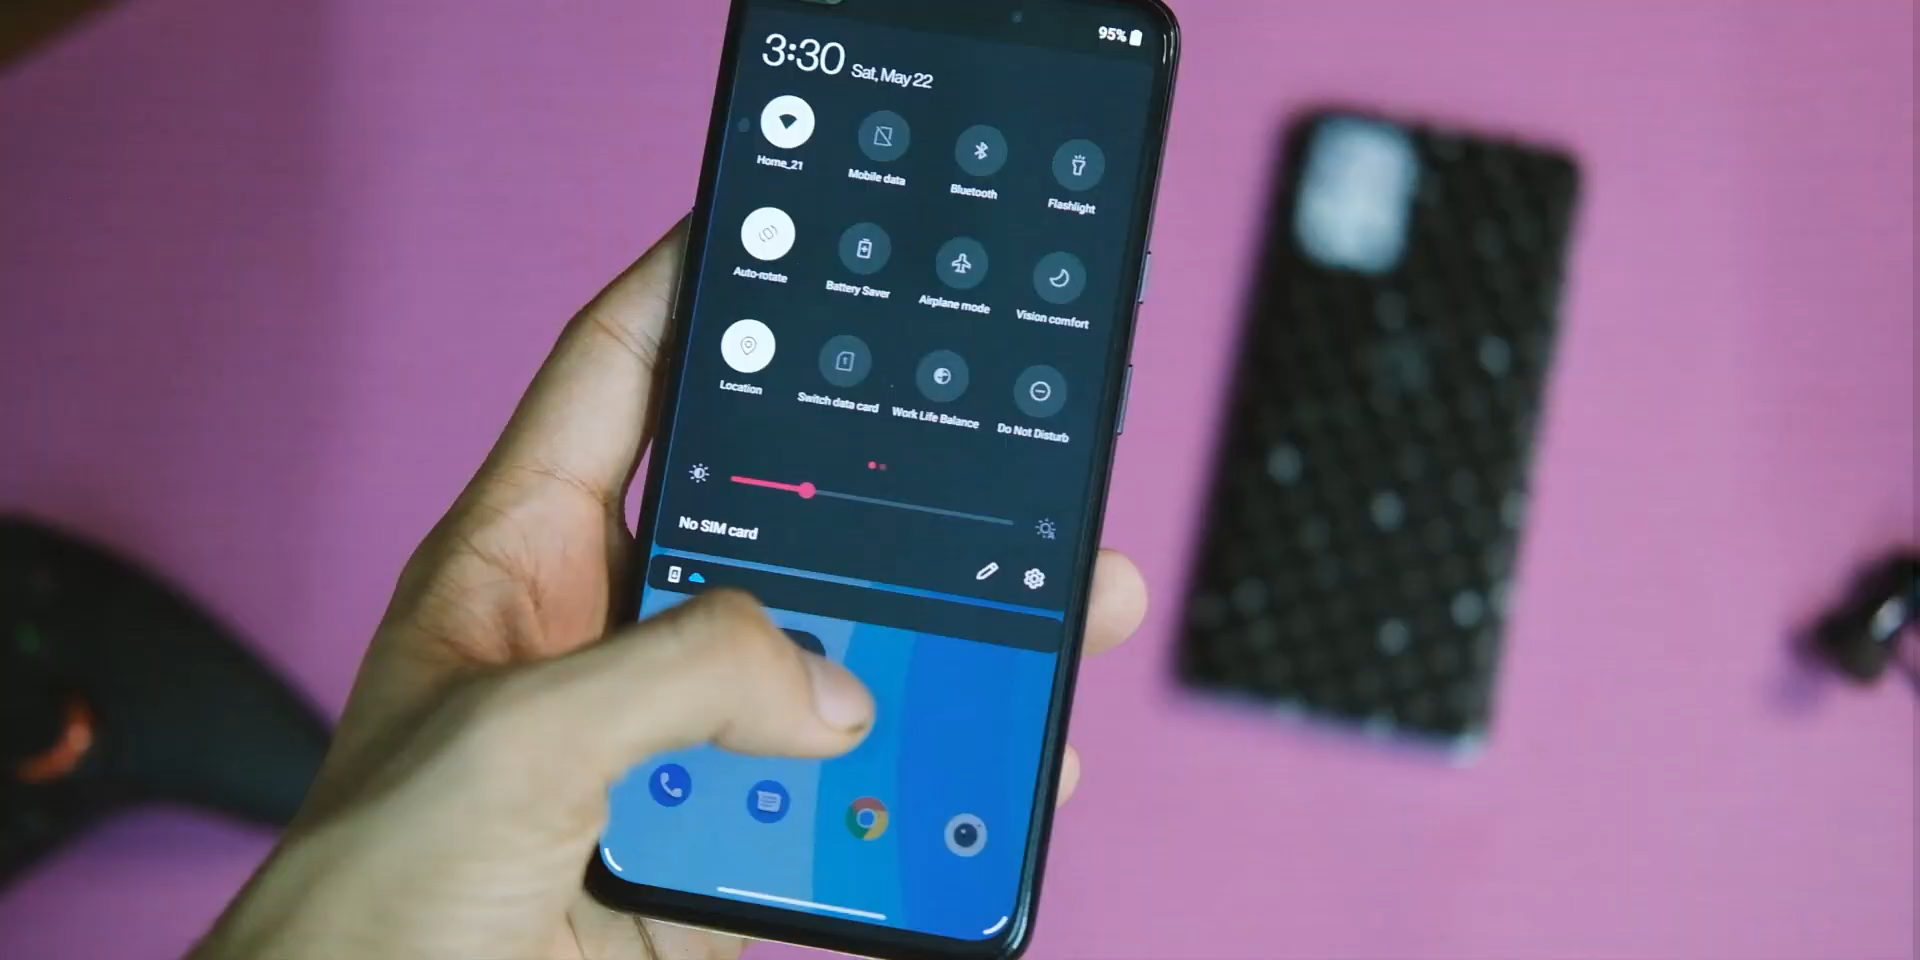 95%
3:30 Sat, May 22
Home_21
Mobile data
Bluetooth
Flashlight
Auto-rotate
Battery Saver
Airplane mode
Vision comfort
Location
Switch data card
Work Life Balance
Do Not Disturb
No SIM card